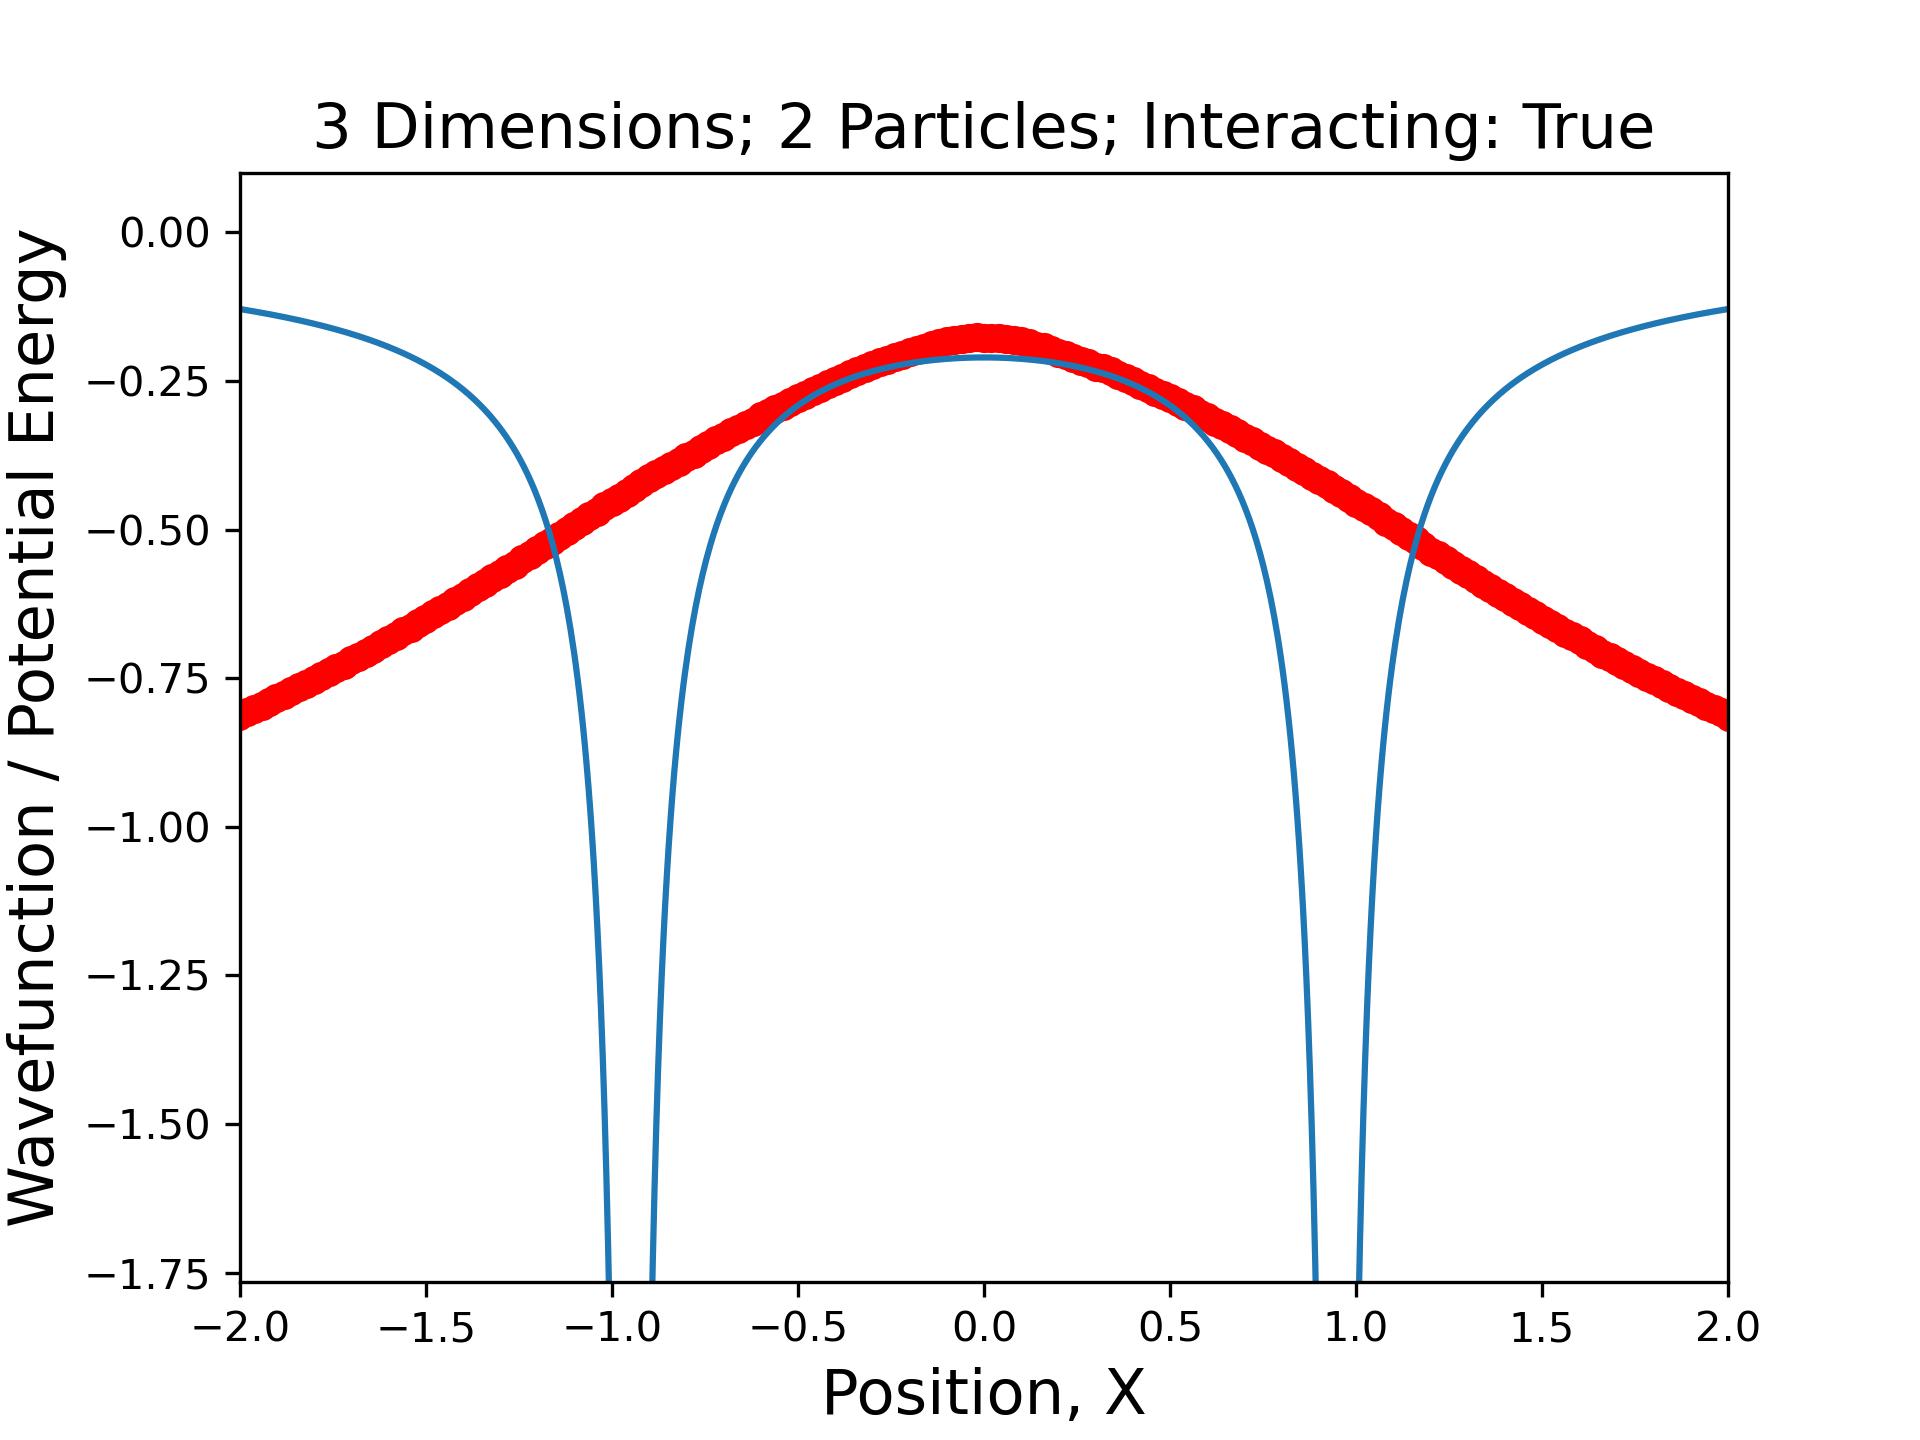 3 Dimensions; 2 Particles; Interacting: True
Wavefunction / Potential Energy
0.00
−0.25
−0.50
−0.75
−1.00
−1.25
−1.50
−1.75
−2.0 −1.5 −1.0 −0.5 0.0 0.5 1.0 1.5 2.0
Position, X